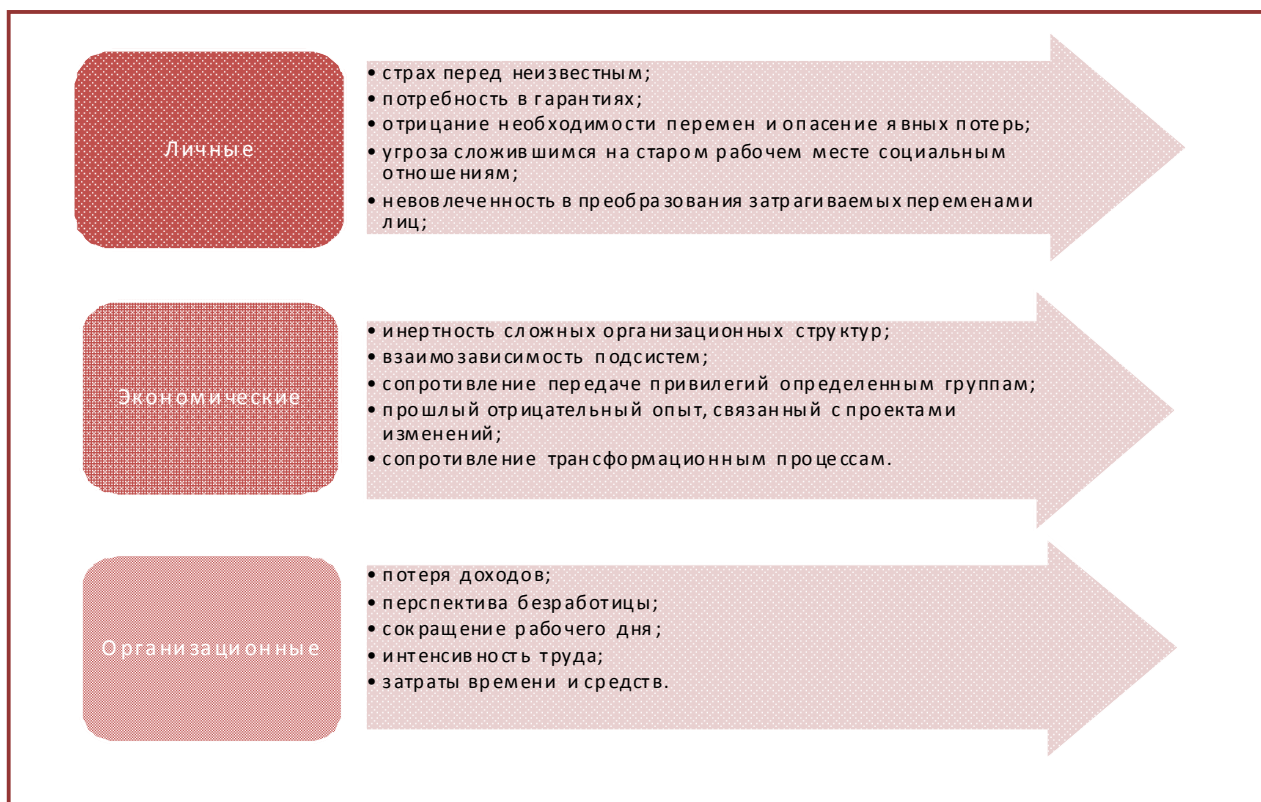 Личные
• страх перед неизвестным;
• потребность в гарантиях;
• отрицание необходимости перемен и опасение явных потерь;
• угроза сложившимся на старом рабочем месте социальным
отношениям;
• невовлеченность в преобразования затрагиваемых переменами
лиц;
Экономические
• инертность сложных организационных структур;
• взаимозависимость подсистем;
• сопротивление передаче привилегий определенным группам;
• прошлый отрицательный опыт, связанный с проектами
изменений;
• сопротивление трансформационным процессам.
Организационные
• потеря доходов;
• перспектива безработицы;
• сокращение рабочего дня;
• интенсивность труда;
• затраты времени и средств.